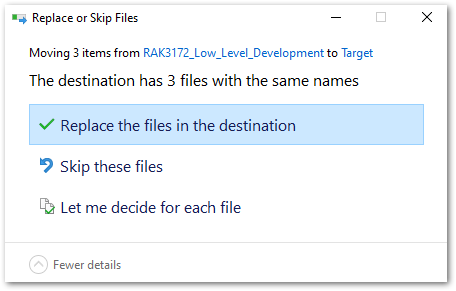 Replace or Skip Files
Moving 3 items from RAK3172_Low_Level_Development to Target
The destination has 3 files with the same names
Replace the files in the destination
Skip these files
Let me decide for each file
Fewer details